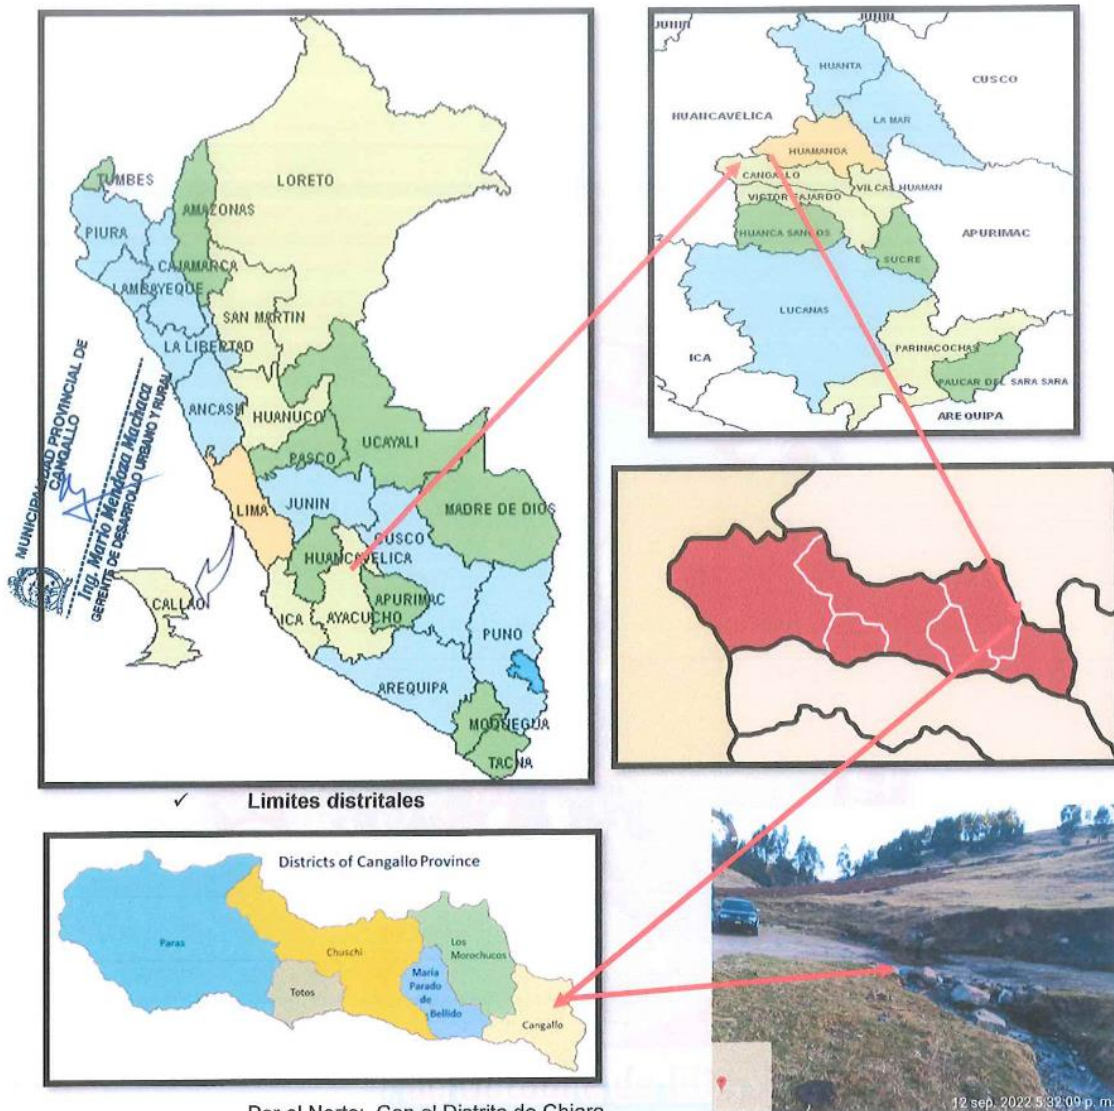 TUMBES
LORETO
AMAZONAS
PIURA
CAJAMARCA
LAMBAYEQUE
SAN MARTIN
LA LIBERTAD
ANCASH
HUANUCO
UCAYALI
PASCO
LIMA
JUNIN
MADRE DE DIOS
CUSCO
HUANCAVELICA
CALLAO
APURIMAC
ICA
AYACUCHO
PUNO
AREQUIPA
MOQUEGUA
TACNA
MUNICIPALIDAD PROVINCIAL DE
CANGALLO
Ing. Mario Mendoza Machaca
GERENTE DE DESARROLLO URBANO Y RURAL
JUNIN
JUNIN
HUANTA
CUSCO
HUANCAVELICA
LA MAR
HUAMANGA
CANGALLO
VILCAS HUAMAN
VICTOR FAJARDO
HUANCA SANCOS
APURIMAC
SUCRE
LUCANAS
ICA
PARINACOCHAS
PAUCAR DEL SARA SARA
AREQUIPA
✓ Limites distritales
Districts of Cangallo Province
Paras
Chuschi
Los
Morochucos
Totos
María
Parado
de
Bellido
Cangallo
12 sep. 2022 5:32:09 p. m.
Por el Norte: Con el Distrito de Chiara